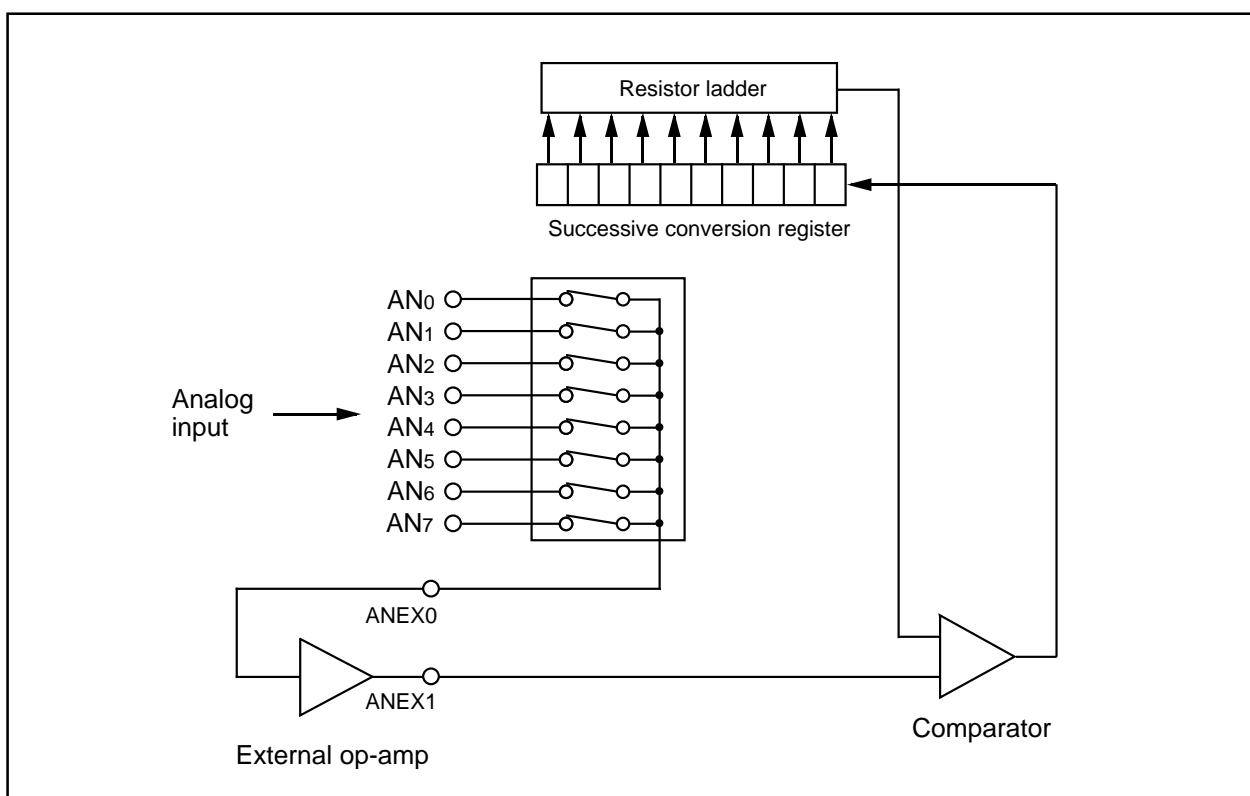 Resistor ladder
Successive conversion register
AN0
AN1
AN2
AN3
AN4
AN5
AN6
AN7
Analog
input
ANEX0
ANEX1
External op-amp
Comparator